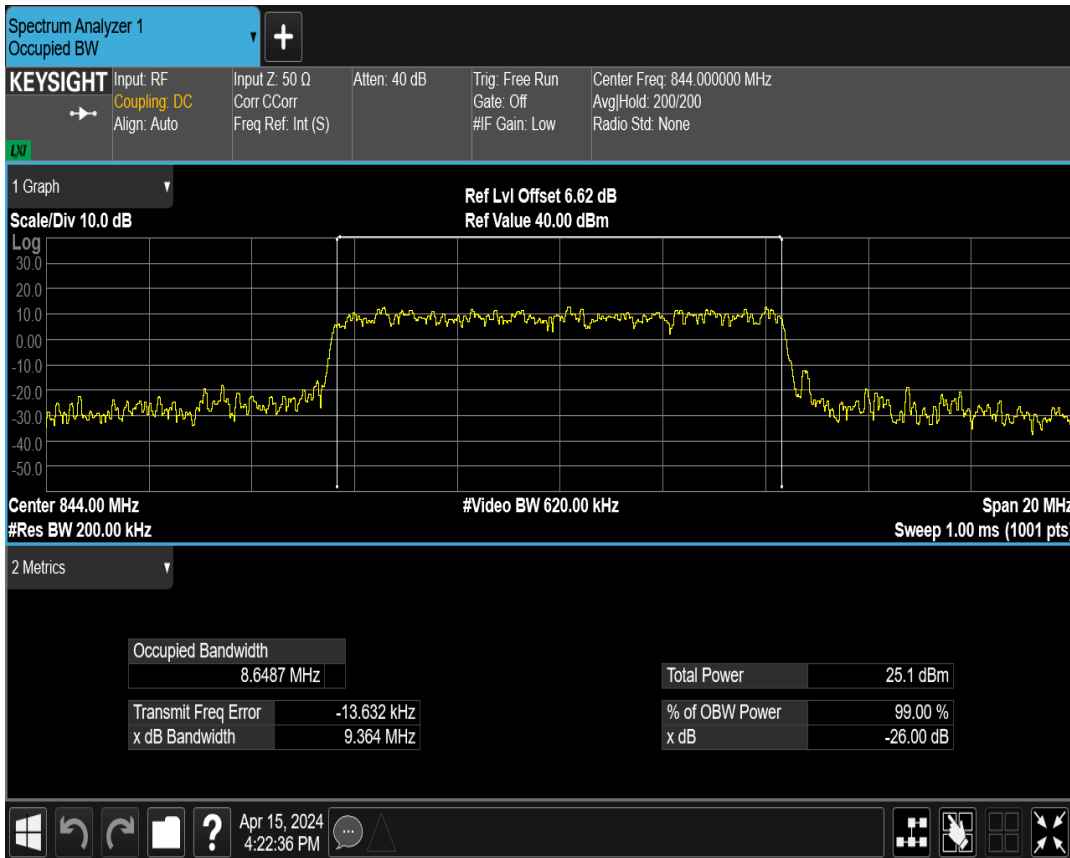 Spectrum Analyzer 1
Occupied BW
+
KEYSIGHT
LXI
Input: RF
Coupling: DC
Align: Auto
Input Z: 50 Ω
Corr CCorr
Freq Ref: Int (S)
Atten: 40 dB
Trig: Free Run
Gate: Off
#IF Gain: Low
Center Freq: 844.000000 MHz
Avg|Hold: 200/200
Radio Std: None
1 Graph
Scale/Div 10.0 dB
Ref Lvl Offset 6.62 dB
Ref Value 40.00 dBm
Log
30.0
20.0
10.0
0.00
-10.0
-20.0
-30.0
-40.0
-50.0
Center 844.00 MHz
#Video BW 620.00 kHz
Span 20 MHz
#Res BW 200.00 kHz
Sweep 1.00 ms (1001 pts)
2 Metrics
Occupied Bandwidth
8.6487 MHz
Total Power 25.1 dBm
Transmit Freq Error -13.632 kHz
% of OBW Power 99.00 %
x dB Bandwidth 9.364 MHz
x dB -26.00 dB
?
Apr 15, 2024
4:22:36 PM